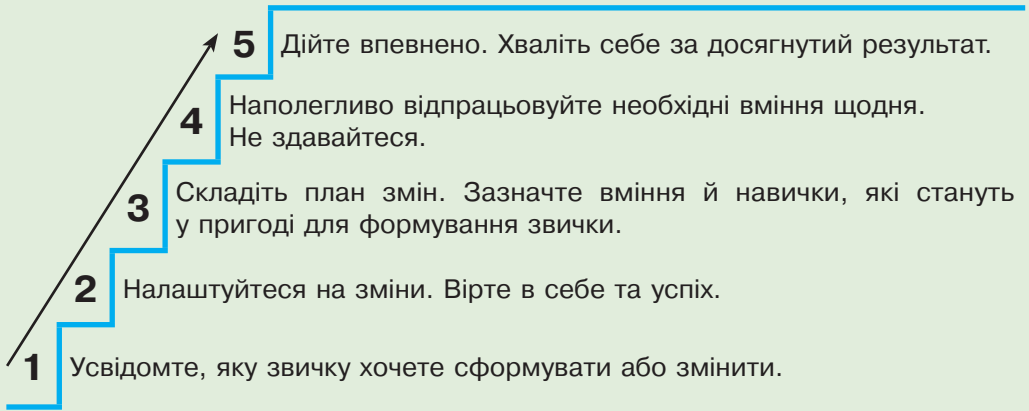 5 Дійте впевнено. Хваліть себе за досягнутий результат.
4 Наполегливо відпрацьовуйте необхідні вміння щодня.
Не здавайтеся.
3 Складіть план змін. Зазначте вміння й навички, які стануть
у пригоді для формування звички.
2 Налаштуйтеся на зміни. Вірте в себе та успіх.
1 Усвідомте, яку звичку хочете сформувати або змінити.